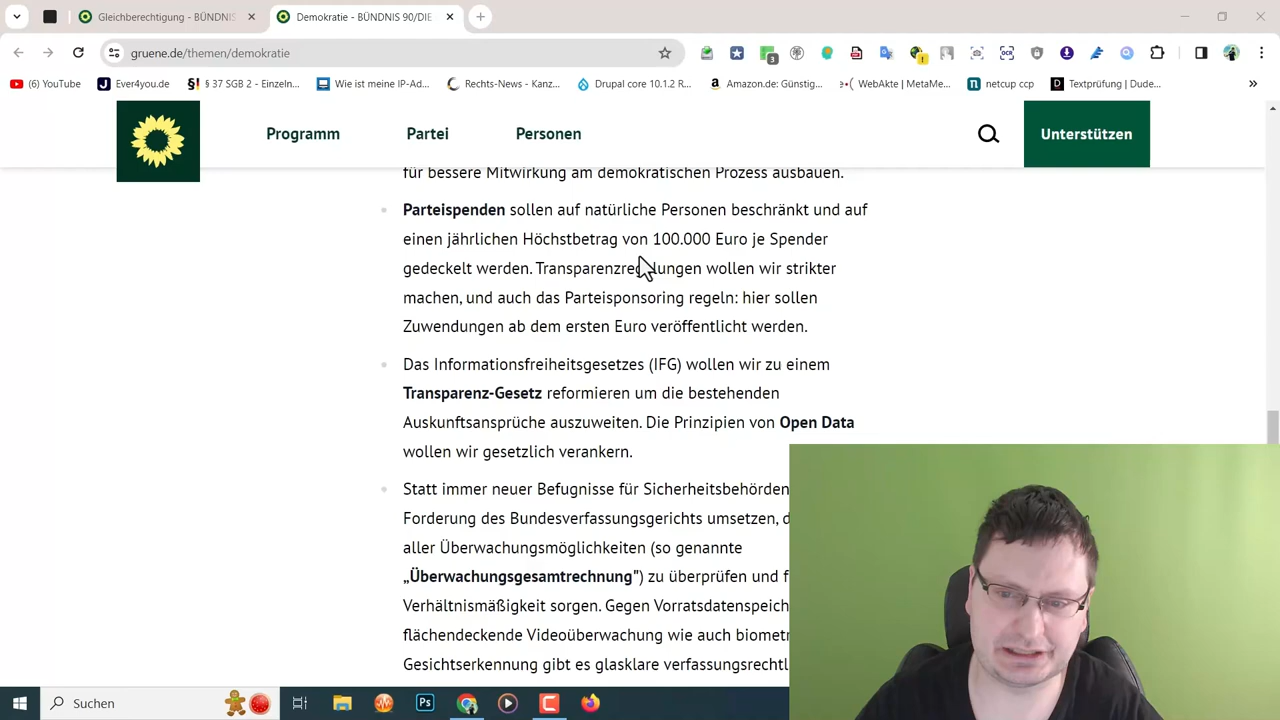 Gleichberechtigung - BÜNDNIS
Demokratie - BÜNDNIS 90/DIE
gruene.de/themen/demokratie
(6) YouTube
Ever4you.de
§ 37 SGB 2 - Einzeln...
Wie ist meine IP-Ad...
Rechts-News - Kanz...
Drupal core 10.1.2 R...
Amazon.de: Günstig...
WebAkte | MetaMe...
netcup ccp
Textprüfung | Dude...
Programm
Partei
Personen
Unterstützen
für bessere Mitwirkung am demokratischen Prozess ausbauen.
Parteispenden sollen auf natürliche Personen beschränkt und auf
einen jährlichen Höchstbetrag von 100.000 Euro je Spender
gedeckelt werden. wollen wir strikter
machen, und auch das Parteisponsoring regeln: hier sollen
Zuwendungen ab dem ersten Euro veröffentlicht werden.
Das Informationsfreiheitsgesetzes (IFG) wollen wir zu einem
Transparenz-Gesetz reformieren um die bestehenden
Auskunftsansprüche auszuweiten. Die Prinzipien von Open Data
wollen wir gesetzlich verankern.
Statt immer neuer Befugnisse für Sicherheitsbehörden
Forderung des Bundesverfassungsgerichts umsetzen,
aller Überwachungsmöglichkeiten (so genannte
„Überwachungsgesamtrechnung") zu überprüfen und
Verhältnismäßigkeit sorgen. Gegen
flächendeckende Videoüberwachung wie auch
Gesichtserkennung gibt es glasklare
Suchen